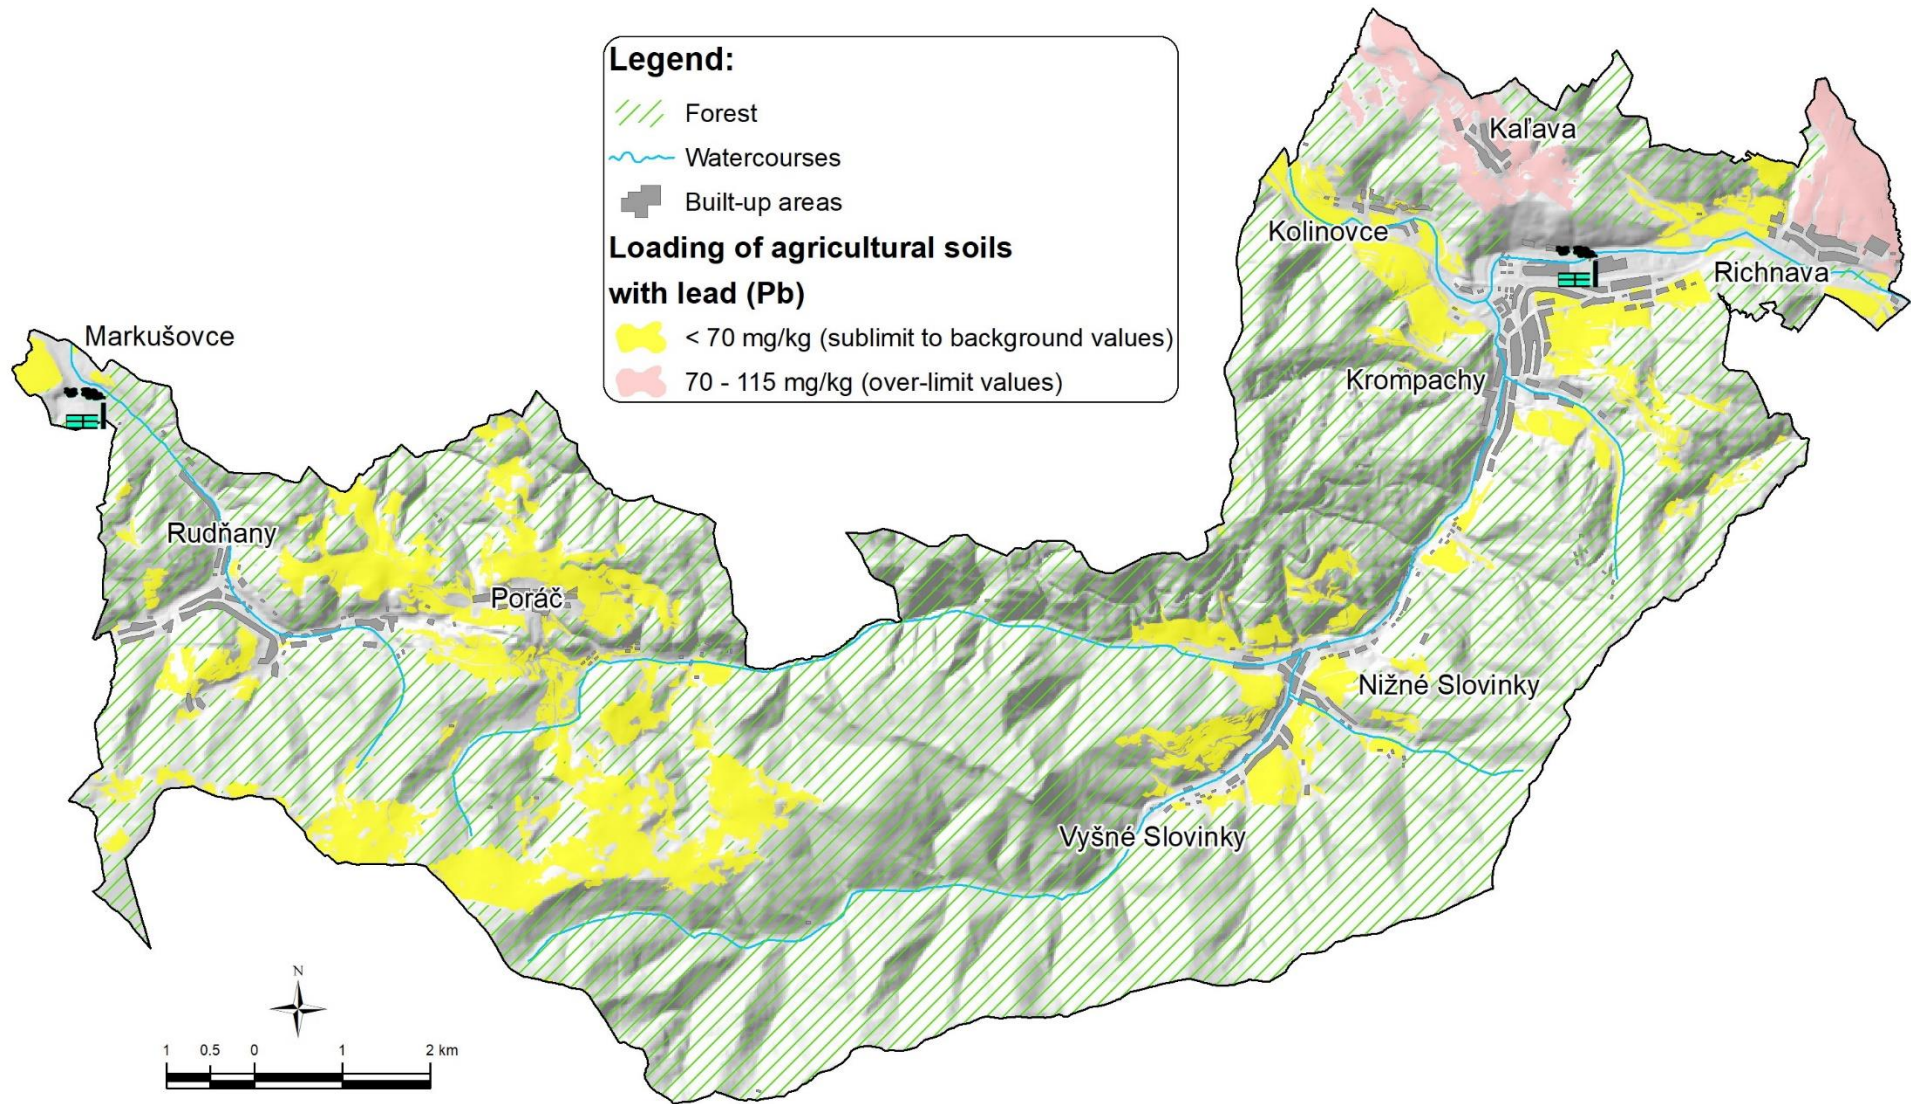 Legend:
Forest
Watercourses
Built-up areas
Loading of agricultural soils
with lead (Pb)
< 70 mg/kg (sublimit to background values)
70 - 115 mg/kg (over-limit values)
Kaľava
Kolinovce
Richnava
Markušovce
Krompachy
Rudňany
Poráč
Nižné Slovinky
Vyšné Slovinky
N
1 0.5 0 1 2 km